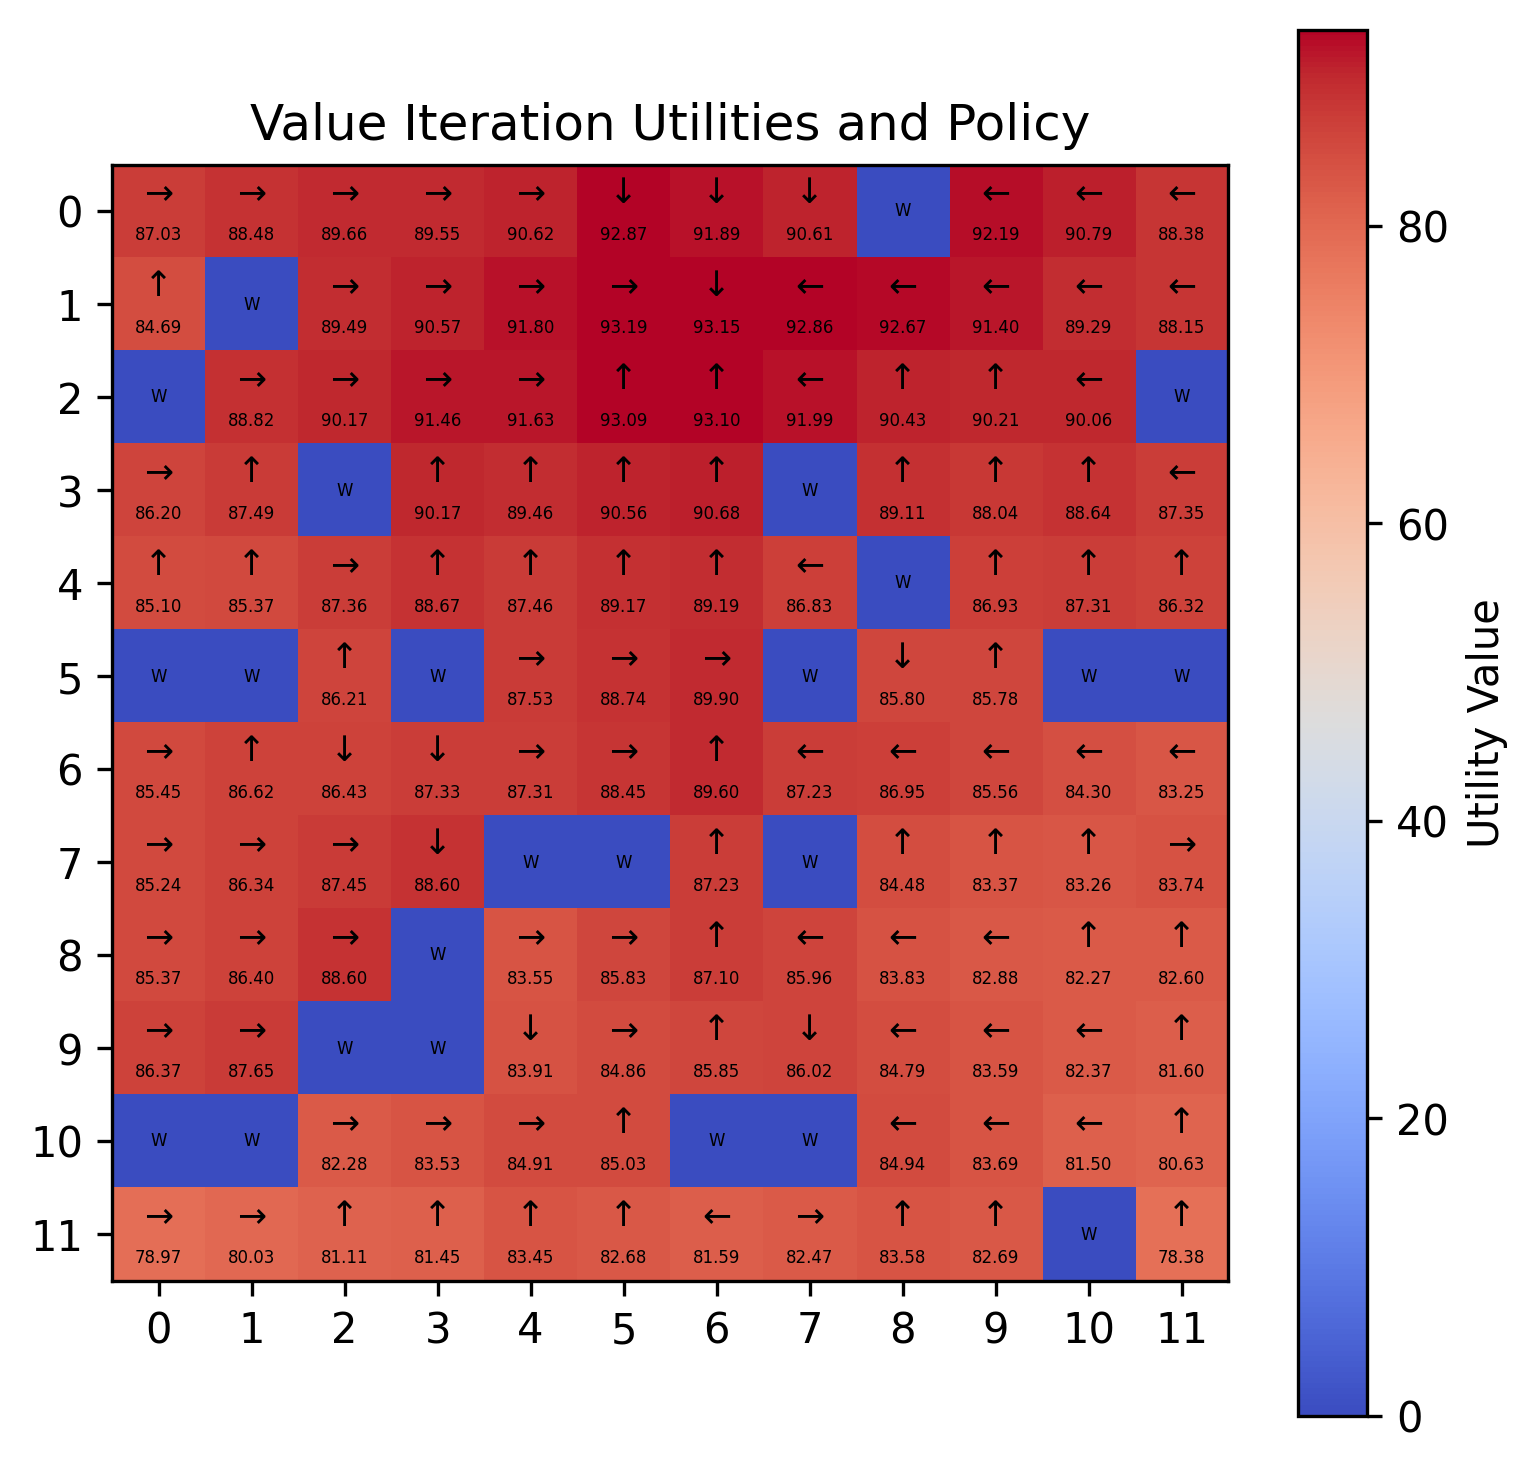 Value Iteration Utilities and Policy
0 → → → → → ↓ ↓ ↓ W ← ← ←
87.03 88.48 89.66 89.55 90.62 92.87 91.89 90.61 92.19 90.79 88.38
1 ↑ W → → → → ↓ ← ← ← ← ←
84.69 89.49 90.57 91.80 93.19 93.15 92.86 92.67 91.40 89.29 88.15
2 W → → → → ↑ ↑ ← ↑ ↑ ← W
88.82 90.17 91.46 91.63 93.09 93.10 91.99 90.43 90.21 90.06
3 → ↑ W ↑ ↑ ↑ ↑ W ↑ ↑ ↑ ←
86.20 87.49 90.17 89.46 90.56 90.68 89.11 88.04 88.64 87.35
4 ↑ ↑ → ↑ ↑ ↑ ↑ ← W ↑ ↑ ↑
85.10 85.37 87.36 88.67 87.46 89.17 89.19 86.83 86.93 87.31 86.32
5 W W ↑ W → → → W ↓ ↑ W W
86.21 87.53 88.74 89.90 85.80 85.78
6 → ↑ ↓ ↓ → → ↑ ← ← ← ← ←
85.45 86.62 86.43 87.33 87.31 88.45 89.60 87.23 86.95 85.56 84.30 83.25
7 → → → ↓ W W ↑ W ↑ ↑ ↑ →
85.24 86.34 87.45 88.60 87.23 84.48 83.37 83.26 83.74
8 → → → W → → ↑ ← ← ← ↑ ↑
85.37 86.40 88.60 83.55 85.83 87.10 85.96 83.83 82.88 82.27 82.60
9 → → W W ↓ → ↑ ↓ ← ← ← ↑
86.37 87.65 83.91 84.86 85.85 86.02 84.79 83.59 82.37 81.60
10 W W → → → ↑ W W ← ← ← ↑
82.28 83.53 84.91 85.03 84.94 83.69 81.50 80.63
11 → → ↑ ↑ ↑ ↑ ← → ↑ ↑ W ↑
78.97 80.03 81.11 81.45 83.45 82.68 81.59 82.47 83.58 82.69 78.38
0 1 2 3 4 5 6 7 8 9 10 11
80
60
40
20
0
Utility Value